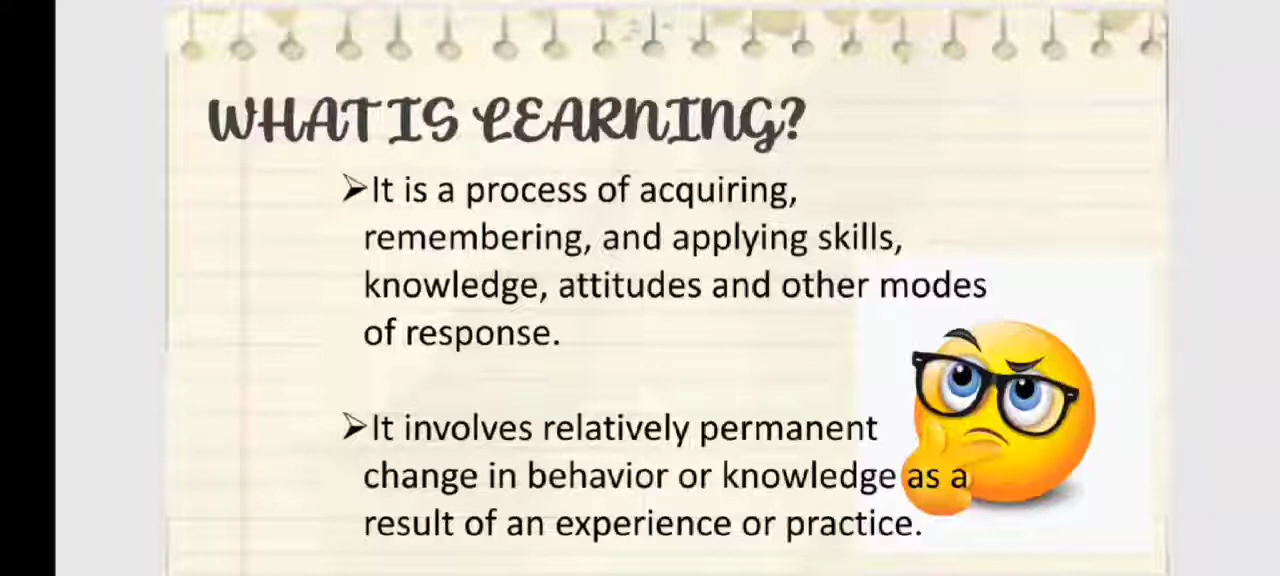 WHAT IS LEARNING?
➢It is a process of acquiring,
remembering, and applying skills,
knowledge, attitudes and other modes
of response.
➢It involves relatively permanent
change in behavior or knowledge as a
result of an experience or practice.